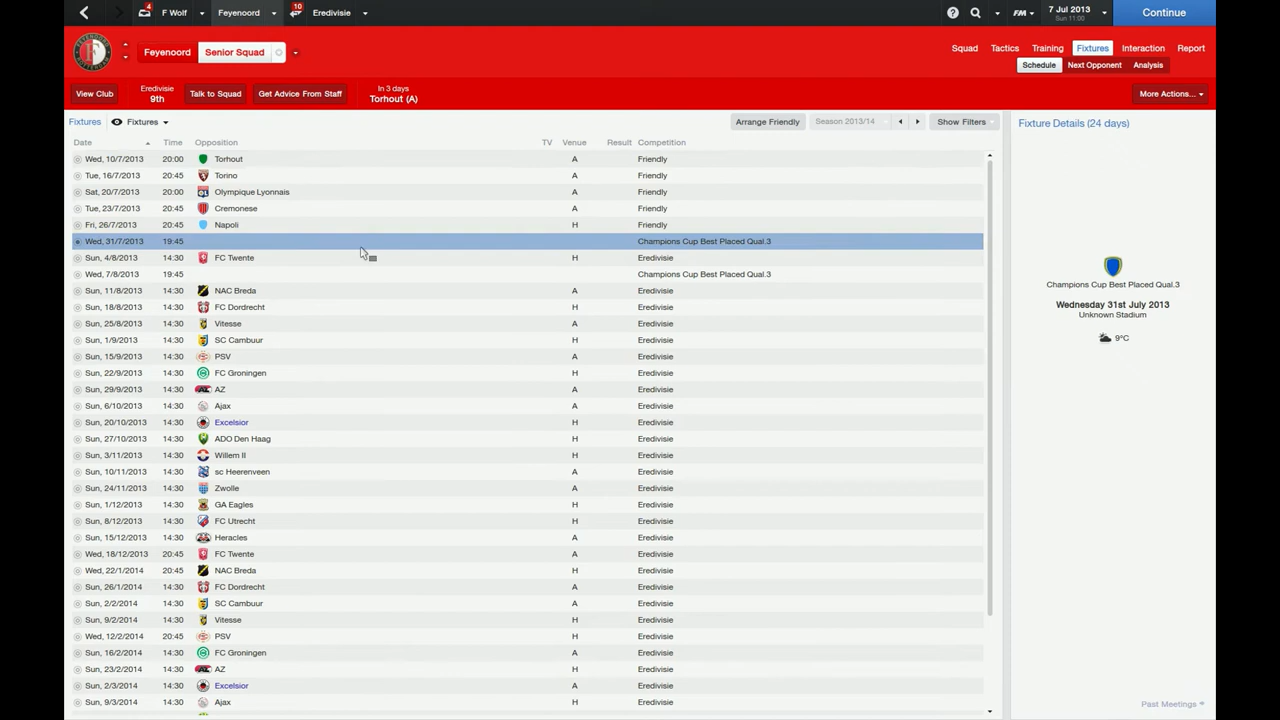 4 F Wolf Feyenoord 10 Eredivisie FM 7 Jul 2013 Sun 11:00 Continue
Feyenoord Senior Squad Squad Tactics Training Fixtures Interaction Report
Schedule Next Opponent Analysis
View Club Eredivisie 9th Talk to Squad Get Advice From Staff In 3 days Torhout (A) More Actions...
Fixtures Fixtures Arrange Friendly Season 2013/14 Show Filters Fixture Details (24 days)
Date Time Opposition TV Venue Result Competition
Wed, 10/7/2013 20:00 Torhout A Friendly
Tue, 16/7/2013 20:45 Torino A Friendly
Sat, 20/7/2013 20:00 Olympique Lyonnais A Friendly
Tue, 23/7/2013 20:45 Cremonese A Friendly
Fri, 26/7/2013 20:45 Napoli H Friendly
Wed, 31/7/2013 19:45 Champions Cup Best Placed Qual.3
Sun, 4/8/2013 14:30 FC Twente H Eredivisie
Wed, 7/8/2013 19:45 Champions Cup Best Placed Qual.3
Sun, 11/8/2013 14:30 NAC Breda A Eredivisie
Sun, 18/8/2013 14:30 FC Dordrecht H Eredivisie
Sun, 25/8/2013 14:30 Vitesse A Eredivisie
Sun, 1/9/2013 14:30 SC Cambuur H Eredivisie
Sun, 15/9/2013 14:30 PSV A Eredivisie
Sun, 22/9/2013 14:30 FC Groningen H Eredivisie
Sun, 29/9/2013 14:30 AZ A Eredivisie
Sun, 6/10/2013 14:30 Ajax A Eredivisie
Sun, 20/10/2013 14:30 Excelsior H Eredivisie
Sun, 27/10/2013 14:30 ADO Den Haag H Eredivisie
Sun, 3/11/2013 14:30 Willem II H Eredivisie
Sun, 10/11/2013 14:30 sc Heerenveen A Eredivisie
Sun, 24/11/2013 14:30 Zwolle A Eredivisie
Sun, 1/12/2013 14:30 GA Eagles H Eredivisie
Sun, 8/12/2013 14:30 FC Utrecht H Eredivisie
Sun, 15/12/2013 14:30 Heracles A Eredivisie
Wed, 18/12/2013 20:45 FC Twente A Eredivisie
Wed, 22/1/2014 20:45 NAC Breda H Eredivisie
Sun, 26/1/2014 14:30 FC Dordrecht A Eredivisie
Sun, 2/2/2014 14:30 SC Cambuur A Eredivisie
Sun, 9/2/2014 14:30 Vitesse H Eredivisie
Wed, 12/2/2014 20:45 PSV H Eredivisie
Sun, 16/2/2014 14:30 FC Groningen A Eredivisie
Sun, 23/2/2014 14:30 AZ H Eredivisie
Sun, 2/3/2014 14:30 Excelsior A Eredivisie
Sun, 9/3/2014 14:30 Ajax H Eredivisie
Champions Cup Best Placed Qual.3
Wednesday 31st July 2013
Unknown Stadium
9°C
Past Meetings